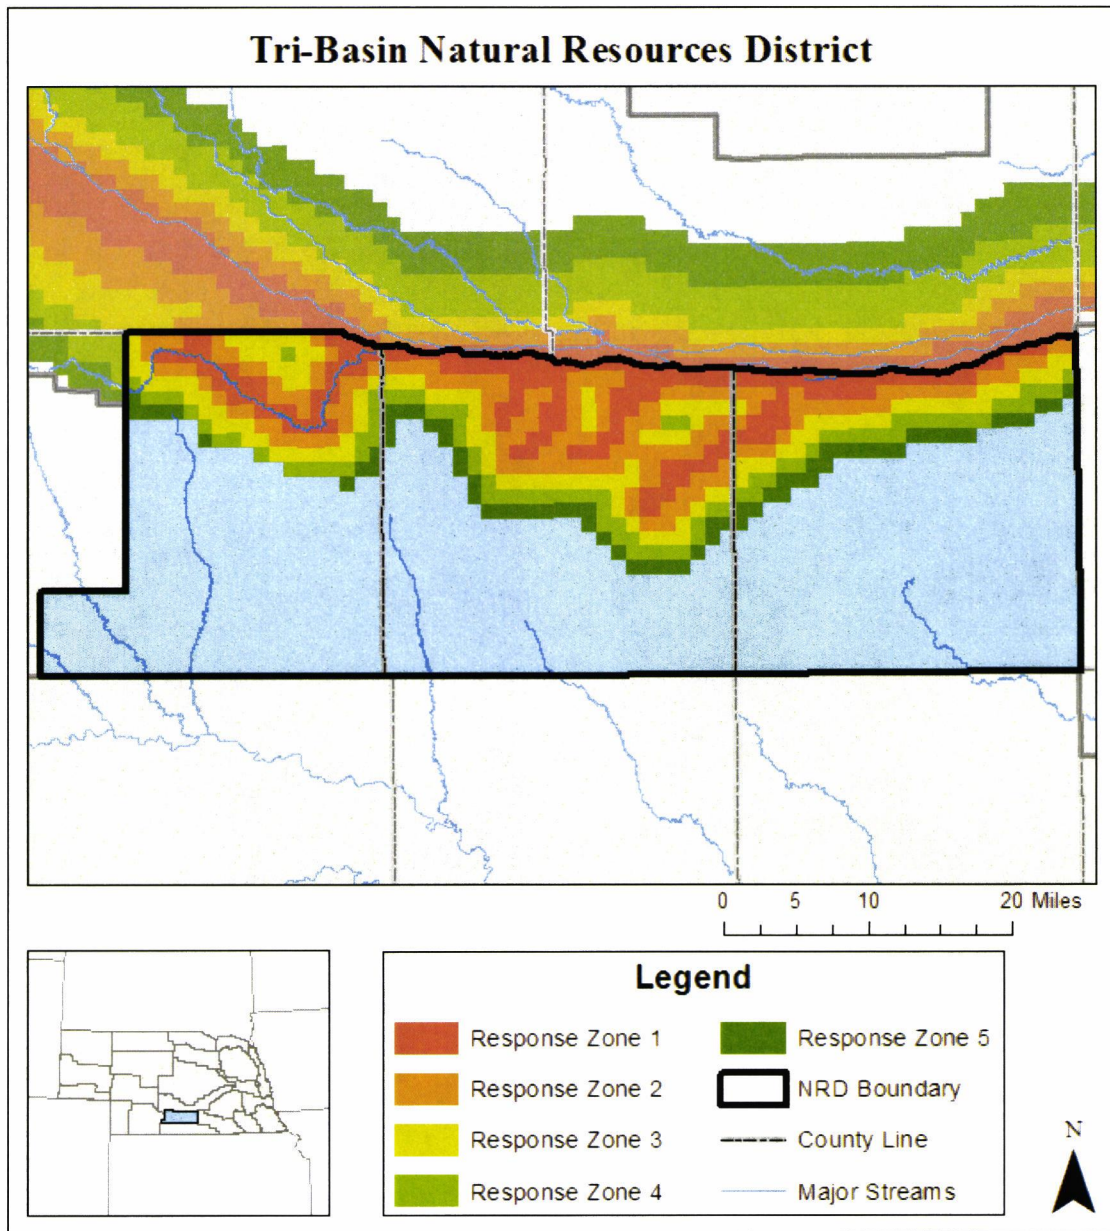 Tri-Basin Natural Resources District
0 5 10 20 Miles
Legend
Response Zone 1
Response Zone 2
Response Zone 3
Response Zone 4
Response Zone 5
NRD Boundary
County Line
Major Streams
N